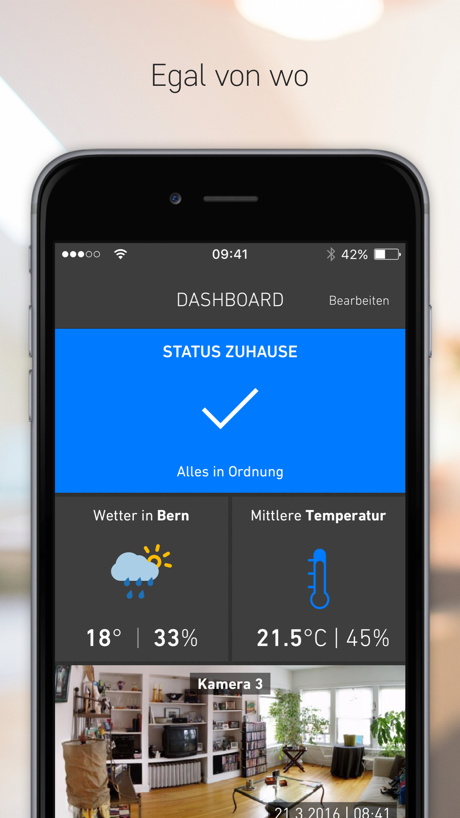 Egal von wo
09:41
42%
DASHBOARD
Bearbeiten
STATUS ZUHAUSE
Alles in Ordnung
Wetter in Bern
Mittlere Temperatur
18° | 33%
21.5°C | 45%
Kamera 3
21.3.2016 | 08:41